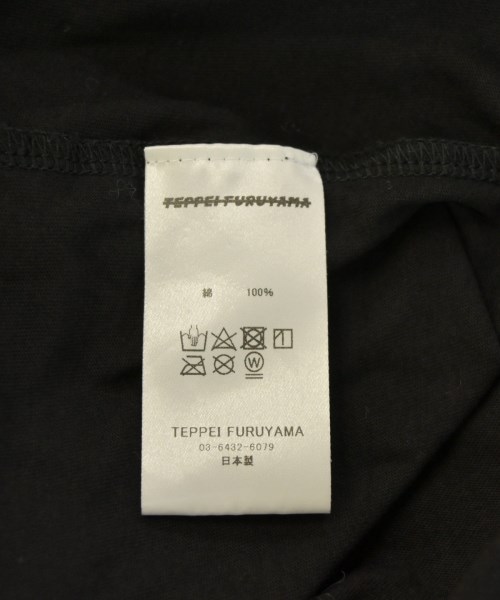 TEPPEI FURUYAMA
綿 100%
W
TEPPEI FURUYAMA
03-6432-6079
日本製